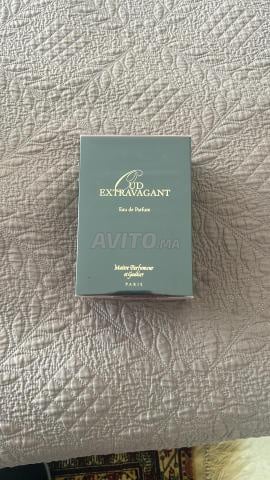 OUD
EXTRAVAGANT
Eau de Parfum
AVITO.MA
Maître Parfumeur
et Gantier
PARIS